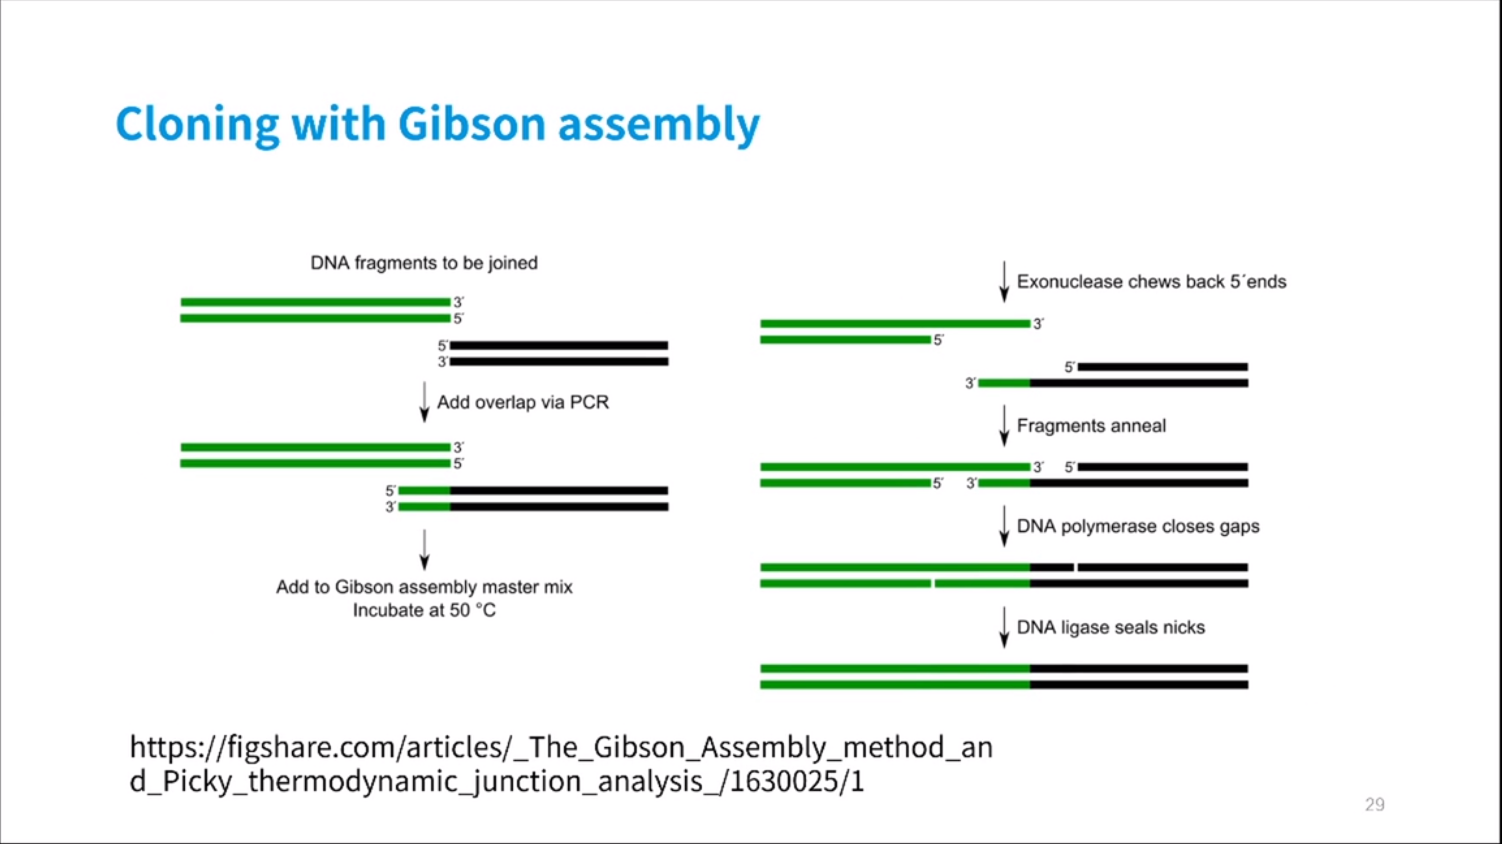 Cloning with Gibson assembly
DNA fragments to be joined
3´
5´
5´
3´
Add overlap via PCR
3´
5´
5´
3´
Add to Gibson assembly master mix
Incubate at 50 °C
Exonuclease chews back 5´ends
3´
5´
5´
3´
Fragments anneal
3´ 5´
5´ 3´
DNA polymerase closes gaps
DNA ligase seals nicks
https://figshare.com/articles/_The_Gibson_Assembly_method_an
d_Picky_thermodynamic_junction_analysis_/1630025/1
29